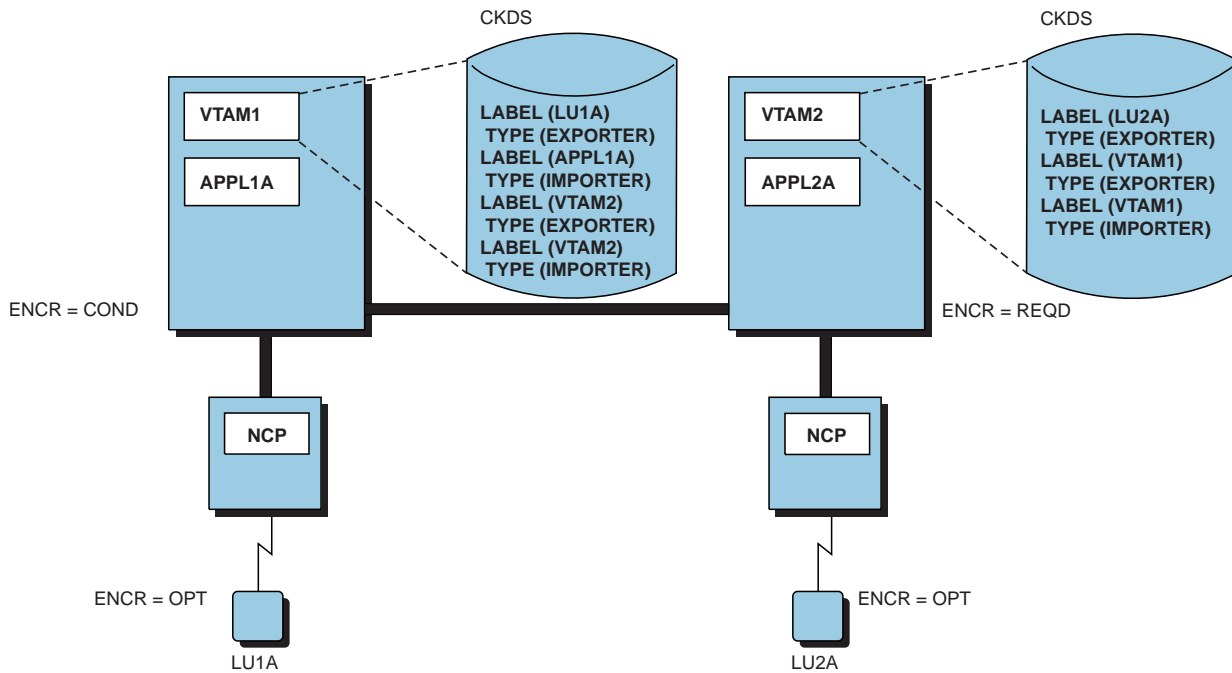 CKDS
VTAM1
APPL1A
LABEL (LU1A)
TYPE (EXPORTER)
LABEL (APPL1A)
TYPE (IMPORTER)
LABEL (VTAM2)
TYPE (EXPORTER)
LABEL (VTAM2)
TYPE (IMPORTER)
ENCR = COND
NCP
ENCR = OPT
LU1A
CKDS
VTAM2
APPL2A
LABEL (LU2A)
TYPE (EXPORTER)
LABEL (VTAM1)
TYPE (EXPORTER)
LABEL (VTAM1)
TYPE (IMPORTER)
ENCR = REQD
NCP
ENCR = OPT
LU2A